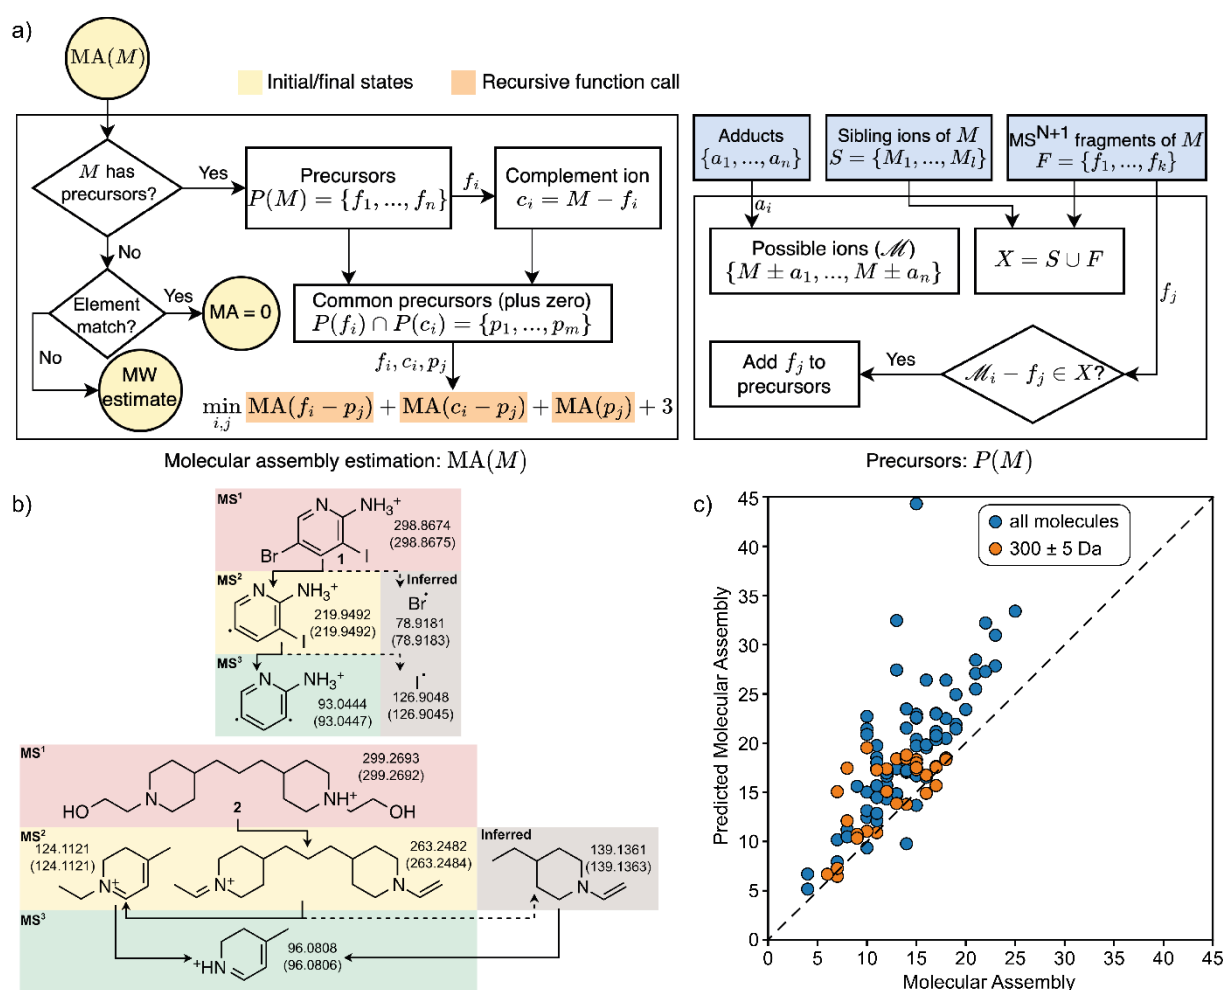 a)
MA(M)
Initial/final states
Recursive function call
M has
precursors?
Yes
Precursors
P(M) = {f₁, ..., fₙ}
fᵢ
Complement ion
cᵢ = M − fᵢ
No
Element
match?
Yes
MA = 0
No
MW
estimate
Common precursors (plus zero)
P(fᵢ) ∩ P(cᵢ) = {p₁, ..., pₘ}
fᵢ, cᵢ, pⱼ
min MA(fᵢ − pⱼ) + MA(cᵢ − pⱼ) + MA(pⱼ) + 3
i,j
Molecular assembly estimation: MA(M)
Adducts
{a₁, ..., aₙ}
Sibling ions of M
S = {M₁, ..., Mₗ}
MSᴺ⁺¹ fragments of M
F = {f₁, ..., fₖ}
aᵢ
Possible ions (ℳ)
{M ± a₁, ..., M ± aₙ}
X = S ∪ F
fⱼ
Add fⱼ to
precursors
Yes
ℳᵢ − fⱼ ∈ X?
Precursors: P(M)
b)
MS¹
N
NH₃⁺
Br
I
1
298.8674
(298.8675)
MS²
N
NH₃⁺
I
219.9492
(219.9492)
Inferred
Br•
78.9181
(78.9183)
MS³
N
NH₃⁺
93.0444
(93.0447)
I•
126.9048
(126.9045)
MS¹
299.2693
(299.2692)
HO
N
2
NH⁺
OH
MS²
124.1121
(124.1121)
N⁺
N⁺
N
263.2482
(263.2484)
Inferred
139.1361
(139.1363)
N
MS³
⁺HN
96.0808
(96.0806)
c)
all molecules
300 ± 5 Da
Predicted Molecular Assembly
45
40
35
30
25
20
15
10
5
0
0 5 10 15 20 25 30 35 40 45
Molecular Assembly